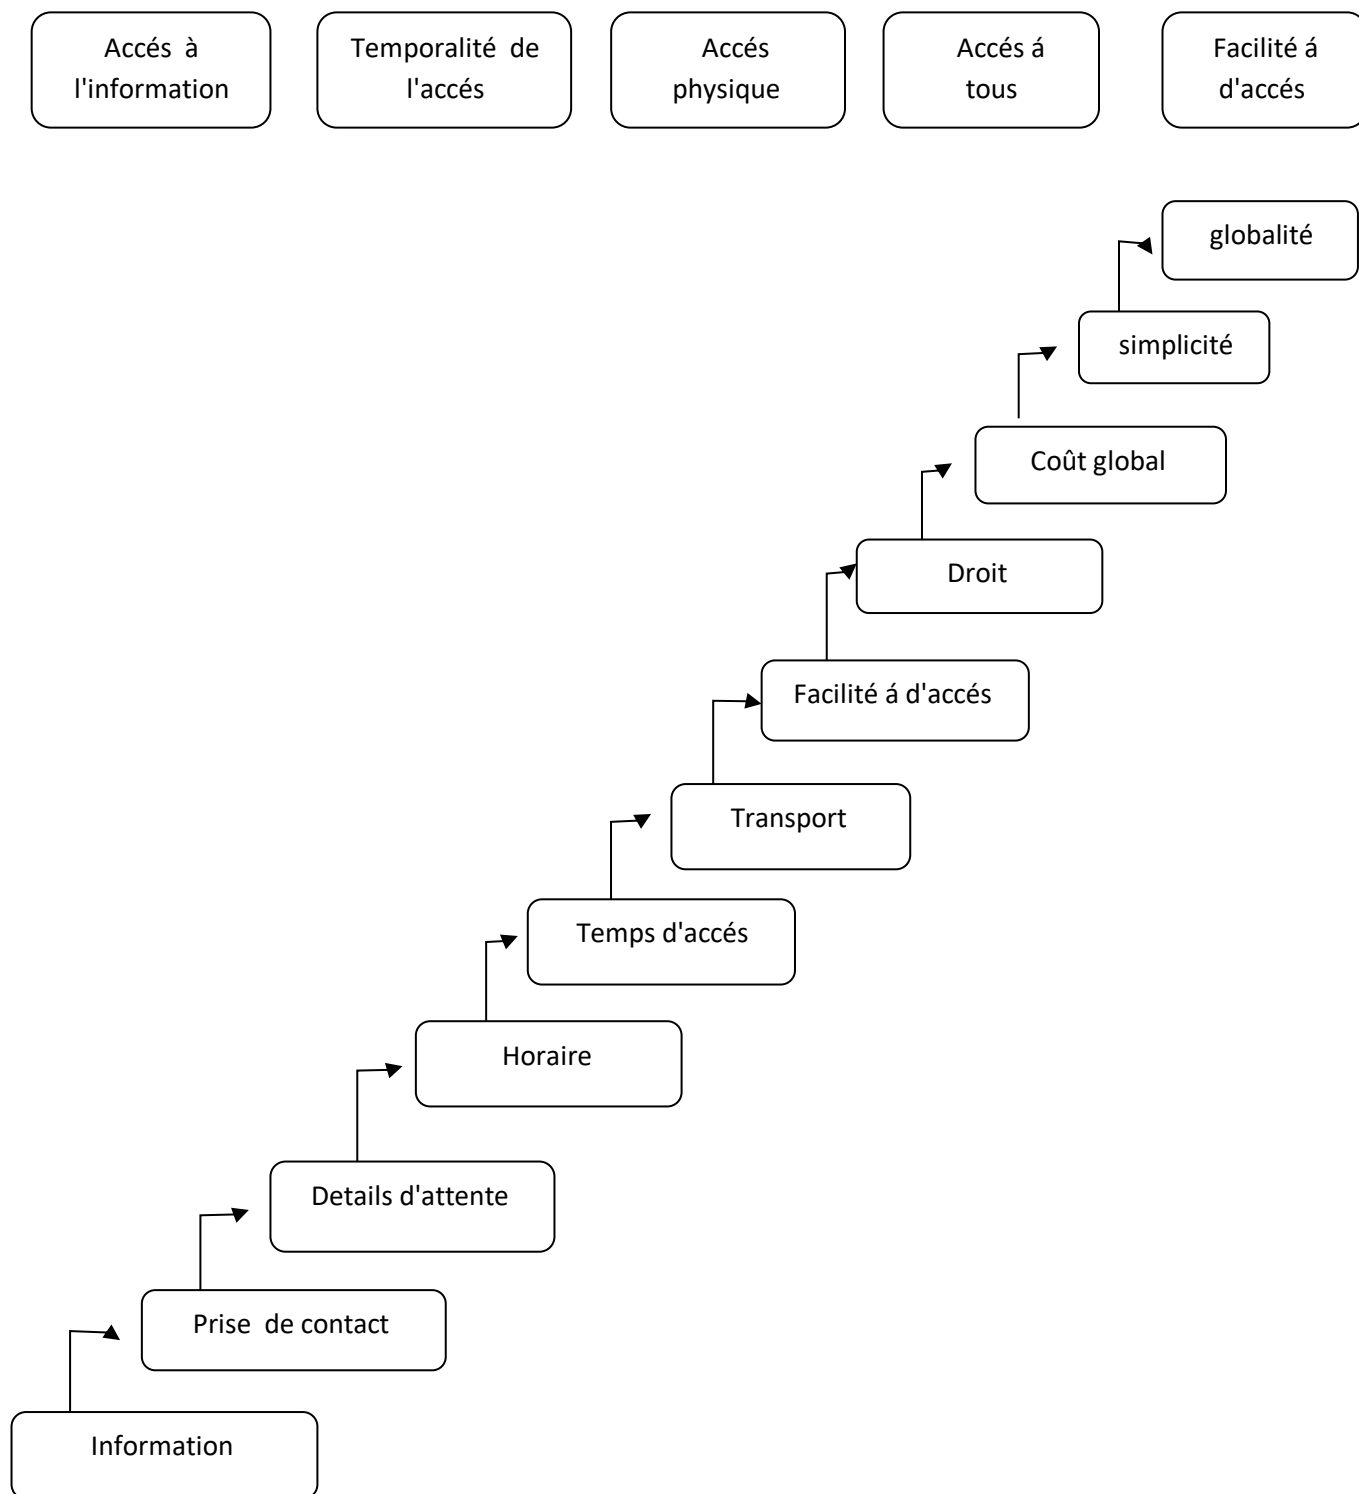 Accés à
l'information
Temporalité de
l'accés
Accés
physique
Accés á
tous
Facilité á
d'accés
globalité
simplicité
Coût global
Droit
Facilité á d'accés
Transport
Temps d'accés
Horaire
Details d'attente
Prise de contact
Information